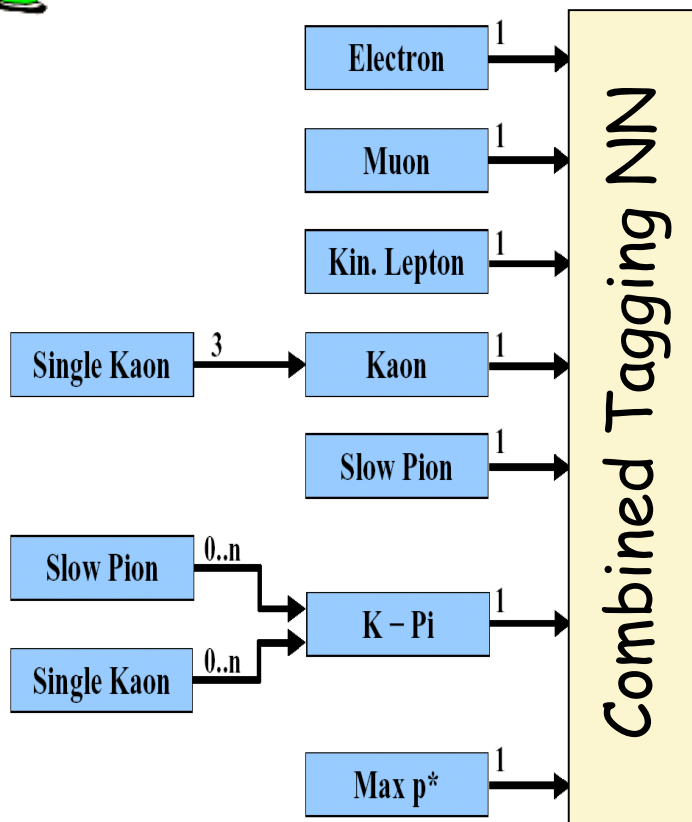 Electron
1
Muon
1
Kin. Lepton
1
Single Kaon
3
Kaon
1
Slow Pion
1
Slow Pion
0..n
Single Kaon
0..n
K – Pi
1
Max p*
1
Combined Tagging NN